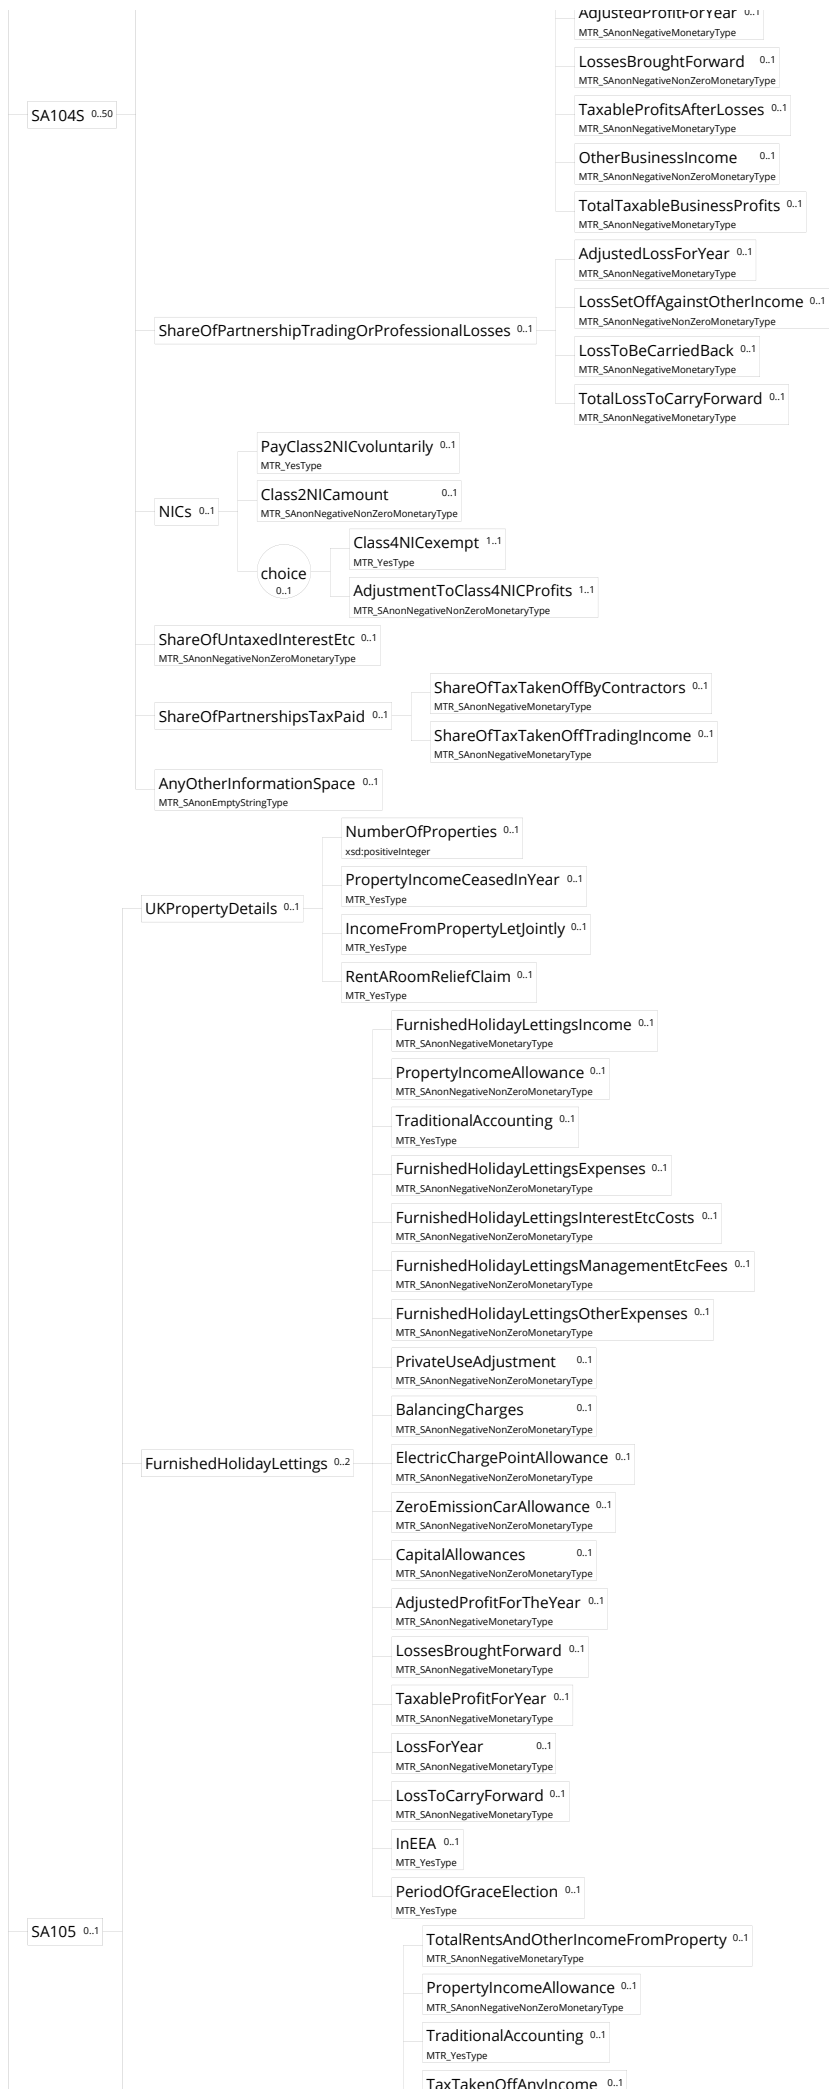 AdjustedProfitForYear 0..1
MTR_SAnonNegativeMonetaryType
LossesBroughtForward 0..1
MTR_SAnonNegativeNonZeroMonetaryType
SA104S 0..50
TaxableProfitsAfterLosses 0..1
MTR_SAnonNegativeMonetaryType
OtherBusinessIncome 0..1
MTR_SAnonNegativeNonZeroMonetaryType
TotalTaxableBusinessProfits 0..1
MTR_SAnonNegativeMonetaryType
AdjustedLossForYear 0..1
MTR_SAnonNegativeMonetaryType
LossSetOffAgainstOtherIncome 0..1
MTR_SAnonNegativeNonZeroMonetaryType
ShareOfPartnershipTradingOrProfessionalLosses 0..1
LossToBeCarriedBack 0..1
MTR_SAnonNegativeMonetaryType
TotalLossToCarryForward 0..1
MTR_SAnonNegativeMonetaryType
PayClass2NICvoluntarily 0..1
MTR_YesType
Class2NICamount 0..1
MTR_SAnonNegativeNonZeroMonetaryType
NICs 0..1
Class4NICexempt 1..1
MTR_YesType
choice
0..1
AdjustmentToClass4NICProfits 1..1
MTR_SAnonNegativeNonZeroMonetaryType
ShareOfUntaxedInterestEtc 0..1
MTR_SAnonNegativeNonZeroMonetaryType
ShareOfTaxTakenOffByContractors 0..1
MTR_SAnonNegativeMonetaryType
ShareOfPartnershipsTaxPaid 0..1
ShareOfTaxTakenOffTradingIncome 0..1
MTR_SAnonNegativeMonetaryType
AnyOtherInformationSpace 0..1
MTR_SAnonEmptyStringType
NumberOfProperties 0..1
xsd:positiveInteger
PropertyIncomeCeasedInYear 0..1
MTR_YesType
UKPropertyDetails 0..1
IncomeFromPropertyLetJointly 0..1
MTR_YesType
RentARoomReliefClaim 0..1
MTR_YesType
FurnishedHolidayLettingsIncome 0..1
MTR_SAnonNegativeMonetaryType
PropertyIncomeAllowance 0..1
MTR_SAnonNegativeNonZeroMonetaryType
TraditionalAccounting 0..1
MTR_YesType
FurnishedHolidayLettingsExpenses 0..1
MTR_SAnonNegativeNonZeroMonetaryType
FurnishedHolidayLettingsInterestEtcCosts 0..1
MTR_SAnonNegativeNonZeroMonetaryType
FurnishedHolidayLettingsManagementEtcFees 0..1
MTR_SAnonNegativeNonZeroMonetaryType
FurnishedHolidayLettingsOtherExpenses 0..1
MTR_SAnonNegativeNonZeroMonetaryType
PrivateUseAdjustment 0..1
MTR_SAnonNegativeNonZeroMonetaryType
BalancingCharges 0..1
MTR_SAnonNegativeNonZeroMonetaryType
FurnishedHolidayLettings 0..2
ElectricChargePointAllowance 0..1
MTR_SAnonNegativeNonZeroMonetaryType
ZeroEmissionCarAllowance 0..1
MTR_SAnonNegativeNonZeroMonetaryType
CapitalAllowances 0..1
MTR_SAnonNegativeNonZeroMonetaryType
AdjustedProfitForTheYear 0..1
MTR_SAnonNegativeMonetaryType
LossesBroughtForward 0..1
MTR_SAnonNegativeMonetaryType
TaxableProfitForYear 0..1
MTR_SAnonNegativeMonetaryType
LossForYear 0..1
MTR_SAnonNegativeMonetaryType
LossToCarryForward 0..1
MTR_SAnonNegativeMonetaryType
InEEA 0..1
MTR_YesType
PeriodOfGraceElection 0..1
MTR_YesType
SA105 0..1
TotalRentsAndOtherIncomeFromProperty 0..1
MTR_SAnonNegativeMonetaryType
PropertyIncomeAllowance 0..1
MTR_SAnonNegativeNonZeroMonetaryType
TraditionalAccounting 0..1
MTR_YesType
TaxTakenOffAnyIncome 0..1